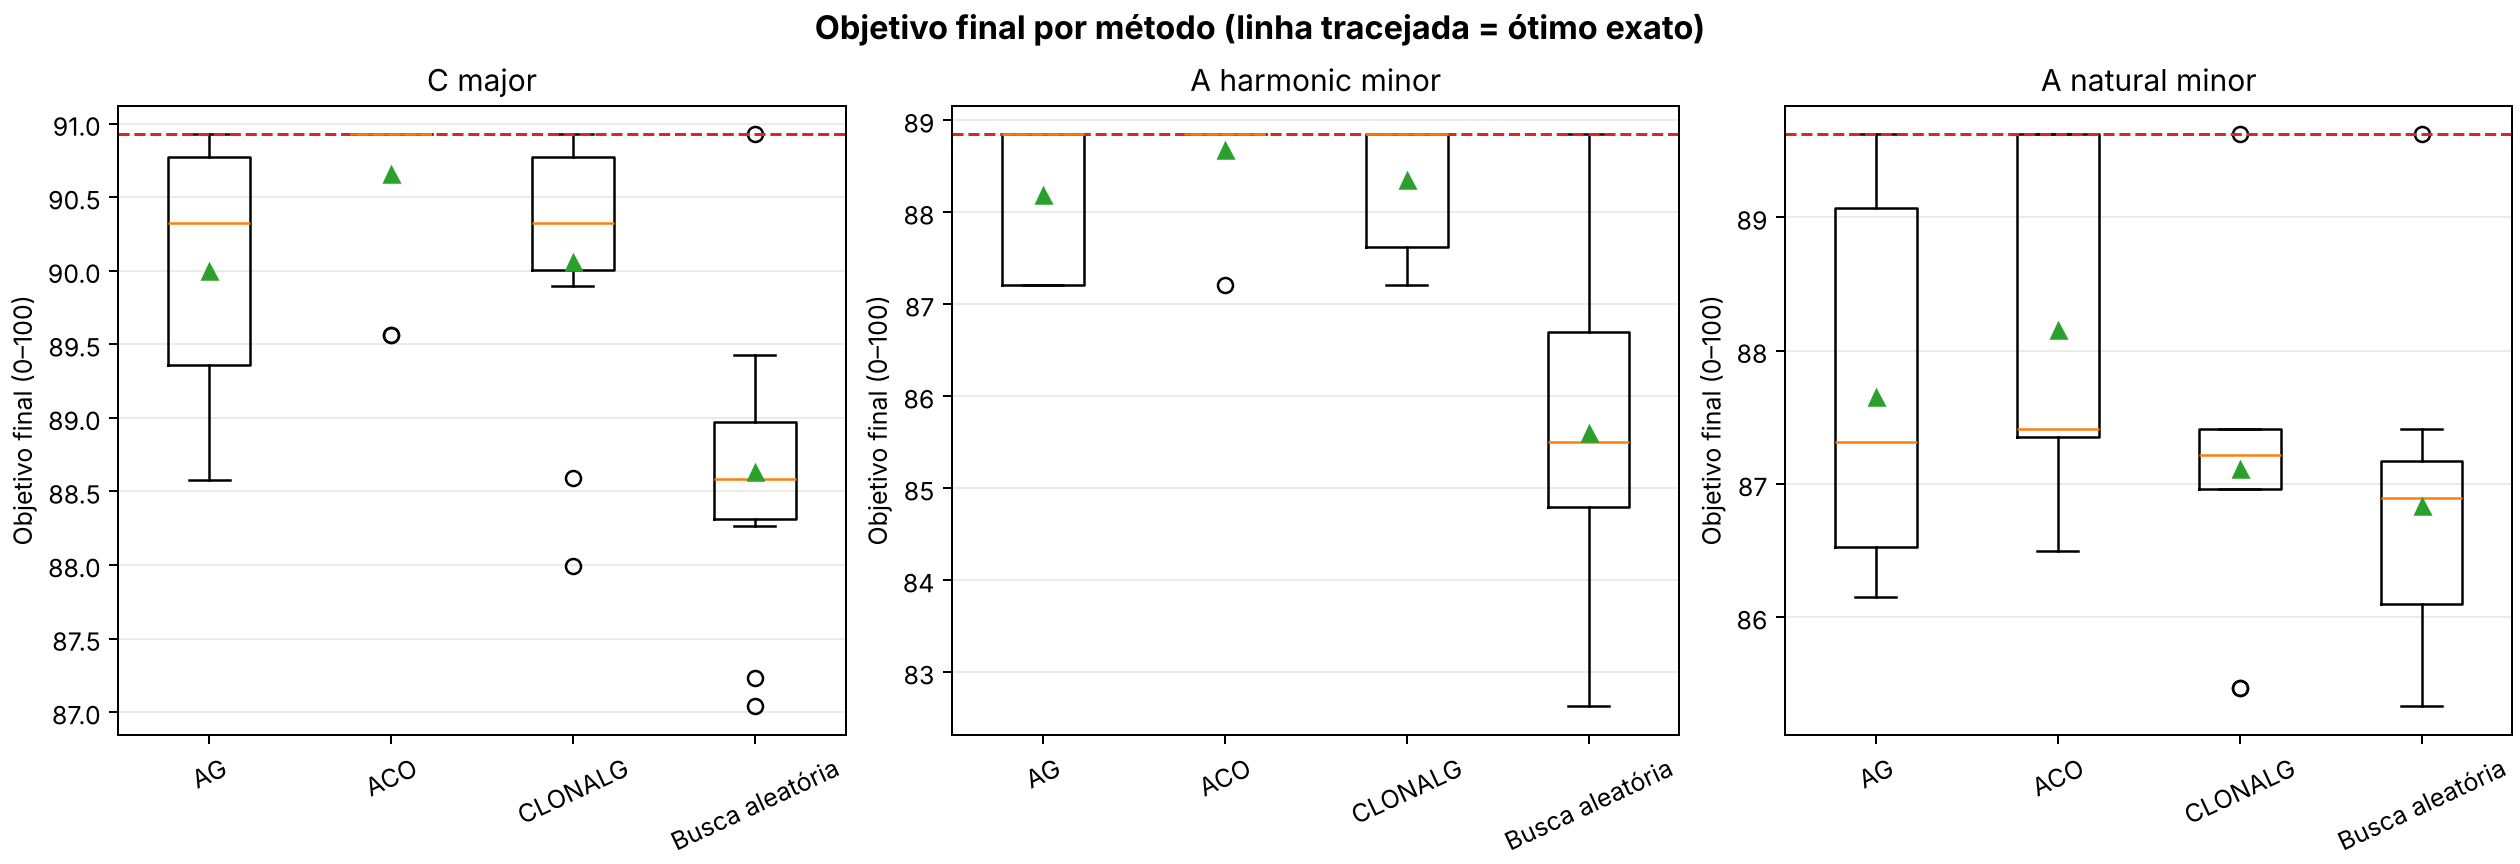 Objetivo final por método (linha tracejada = ótimo exato)
C major
Objetivo final (0–100)
91.0
90.5
90.0
89.5
89.0
88.5
88.0
87.5
87.0
AG
ACO
CLONALG
Busca aleatória
A harmonic minor
Objetivo final (0–100)
89
88
87
86
85
84
83
AG
ACO
CLONALG
Busca aleatória
A natural minor
Objetivo final (0–100)
89
88
87
86
AG
ACO
CLONALG
Busca aleatória